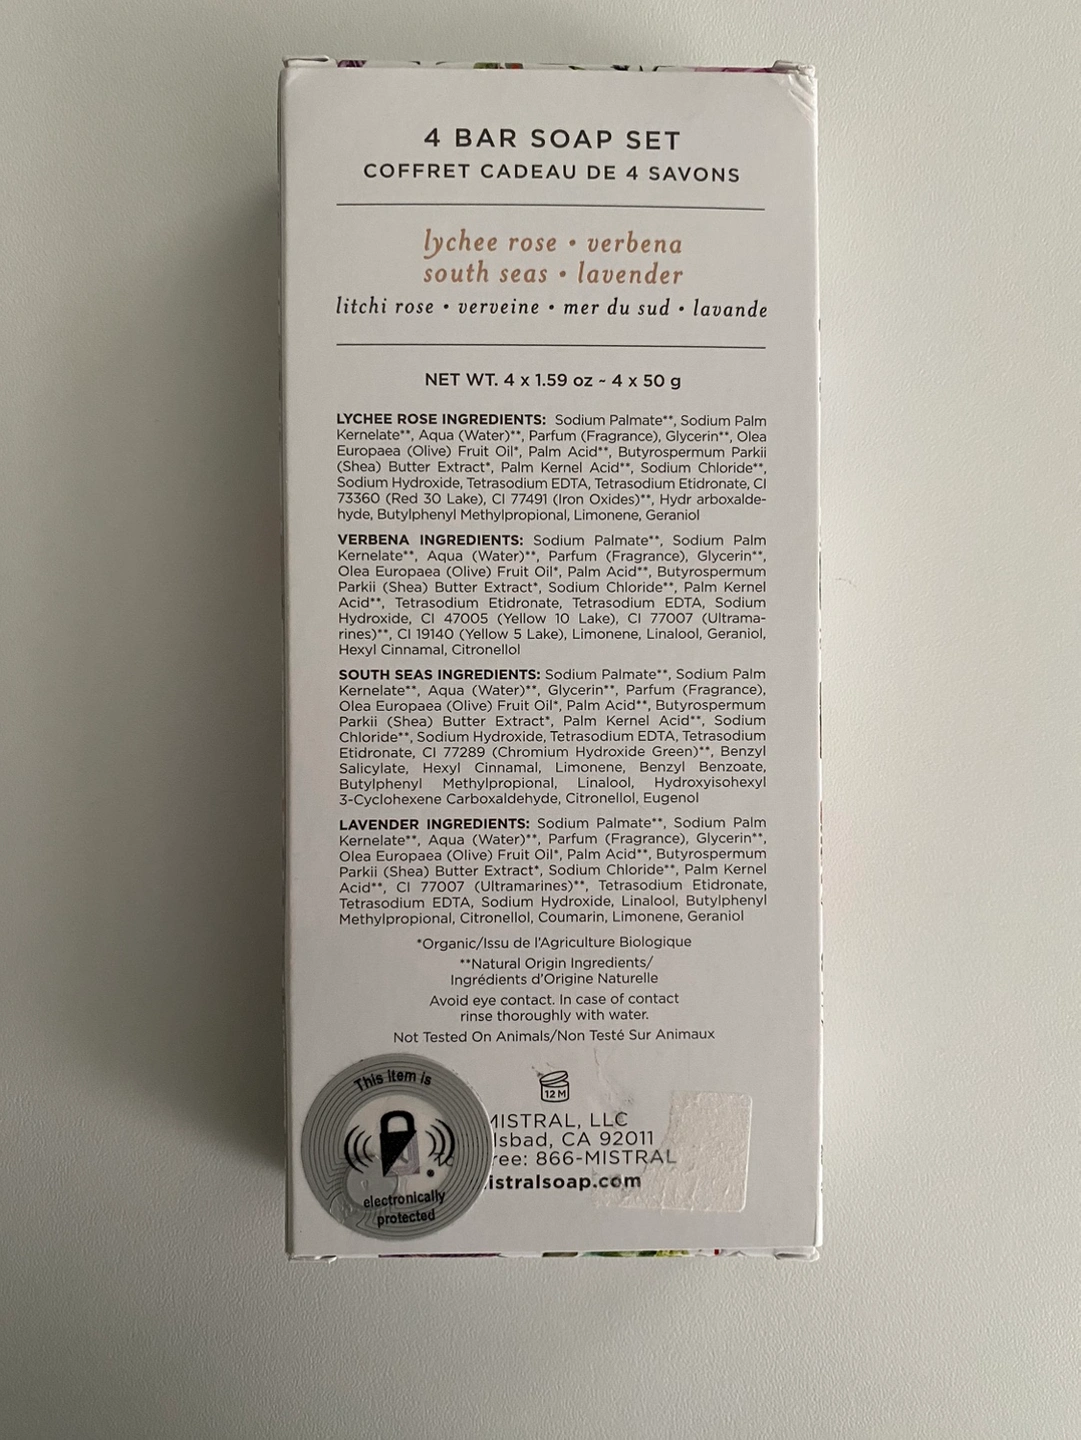 4 BAR SOAP SET
COFFRET CADEAU DE 4 SAVONS
lychee rose • verbena
south seas • lavender
litchi rose • verveine • mer du sud • lavande
NET WT. 4 x 1.59 oz ~ 4 x 50 g
LYCHEE ROSE INGREDIENTS: Sodium Palmate**, Sodium Palm
Kernelate**, Aqua (Water)**, Parfum (Fragrance), Glycerin**, Olea
Europaea (Olive) Fruit Oil*, Palm Acid**, Butyrospermum Parkii
(Shea) Butter Extract*, Palm Kernel Acid**, Sodium Chloride**,
Sodium Hydroxide, Tetrasodium EDTA, Tetrasodium Etidronate, CI
73360 (Red 30 Lake), CI 77491 (Iron Oxides)**, Hydr arboxalde-
hyde, Butylphenyl Methylpropional, Limonene, Geraniol
VERBENA INGREDIENTS: Sodium Palmate**, Sodium Palm
Kernelate**, Aqua (Water)**, Parfum (Fragrance), Glycerin**,
Olea Europaea (Olive) Fruit Oil*, Palm Acid**, Butyrospermum
Parkii (Shea) Butter Extract*, Sodium Chloride**, Palm Kernel
Acid**, Tetrasodium Etidronate, Tetrasodium EDTA, Sodium
Hydroxide, CI 47005 (Yellow 10 Lake), CI 77007 (Ultrama-
rines)**, CI 19140 (Yellow 5 Lake), Limonene, Linalool, Geraniol,
Hexyl Cinnamal, Citronellol
SOUTH SEAS INGREDIENTS: Sodium Palmate**, Sodium Palm
Kernelate**, Aqua (Water)**, Glycerin**, Parfum (Fragrance),
Olea Europaea (Olive) Fruit Oil*, Palm Acid**, Butyrospermum
Parkii (Shea) Butter Extract*, Palm Kernel Acid**, Sodium
Chloride**, Sodium Hydroxide, Tetrasodium EDTA, Tetrasodium
Etidronate, CI 77289 (Chromium Hydroxide Green)**, Benzyl
Salicylate, Hexyl Cinnamal, Limonene, Benzyl Benzoate,
Butylphenyl Methylpropional, Linalool, Hydroxyisohexyl
3-Cyclohexene Carboxaldehyde, Citronellol, Eugenol
LAVENDER INGREDIENTS: Sodium Palmate**, Sodium Palm
Kernelate**, Aqua (Water)**, Parfum (Fragrance), Glycerin**,
Olea Europaea (Olive) Fruit Oil*, Palm Acid**, Butyrospermum
Parkii (Shea) Butter Extract*, Sodium Chloride**, Palm Kernel
Acid**, CI 77007 (Ultramarines)**, Tetrasodium Etidronate,
Tetrasodium EDTA, Sodium Hydroxide, Linalool, Butylphenyl
Methylpropional, Citronellol, Coumarin, Limonene, Geraniol
*Organic/Issu de l'Agriculture Biologique
**Natural Origin Ingredients/
Ingrédients d'Origine Naturelle
Avoid eye contact. In case of contact
rinse thoroughly with water.
Not Tested On Animals/Non Testé Sur Animaux
12 M
MISTRAL, LLC
lsbad, CA 92011
ree: 866-MISTRAL
istralsoap.com
This item is
electronically
protected